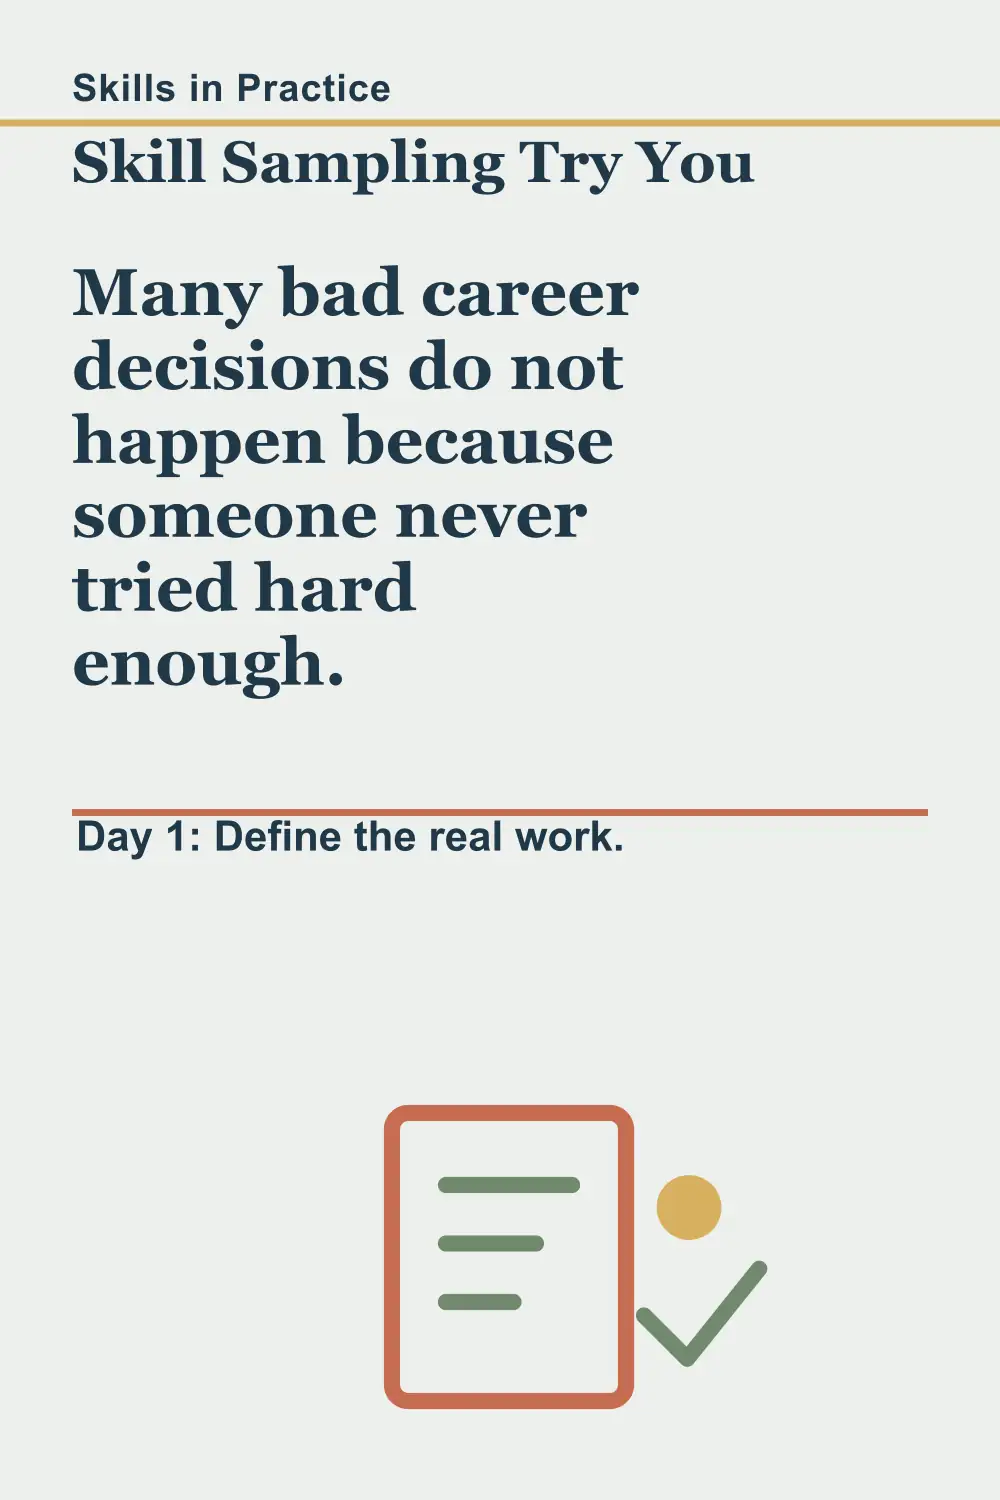 Skills in Practice
Skill Sampling Try You
Many bad career
decisions do not
happen because
someone never
tried hard
enough.
Day 1: Define the real work.